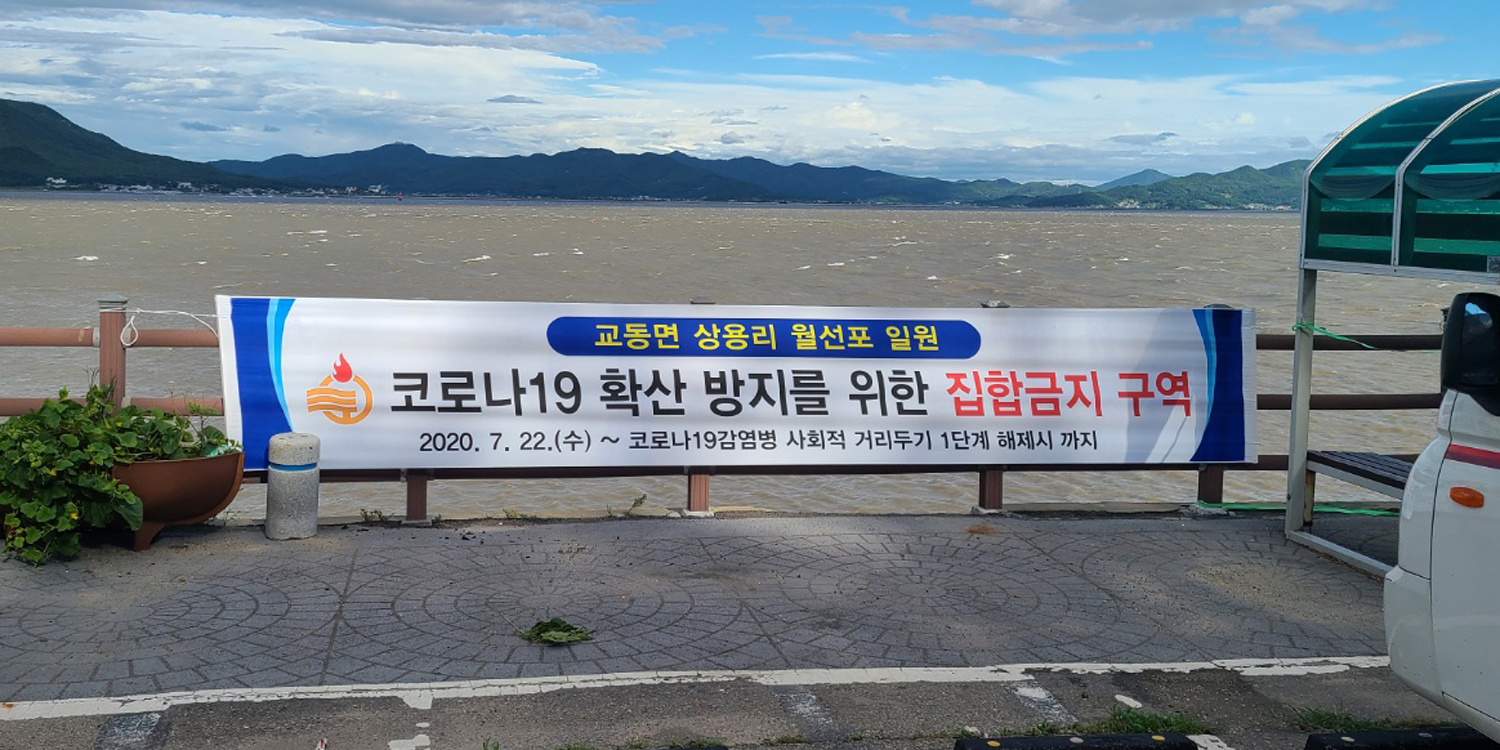 교동면 상용리 월선포 일원
코로나19 확산 방지를 위한 집합금지 구역
2020. 7. 22.(수) ~ 코로나19감염병 사회적 거리두기 1단계 해제시 까지